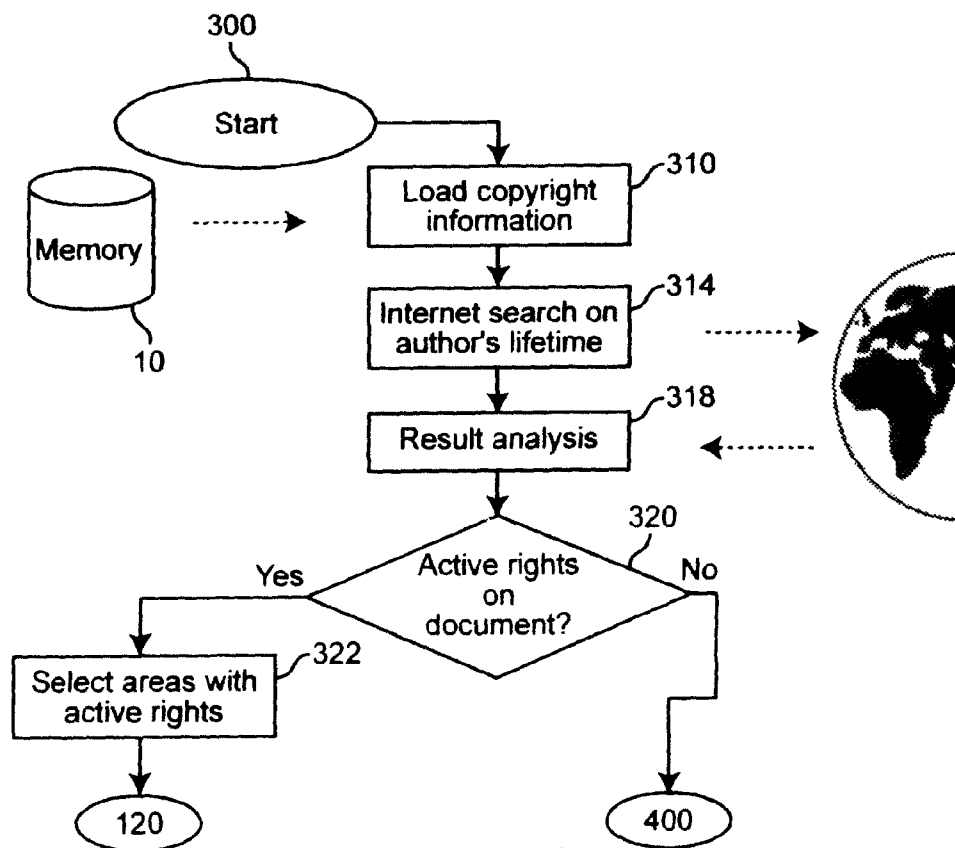 300
Start
310
Load copyright
information
Memory
10
314
Internet search on
author's lifetime
318
Result analysis
320
Active rights
on
document?
Yes
No
322
Select areas with
active rights
120
400